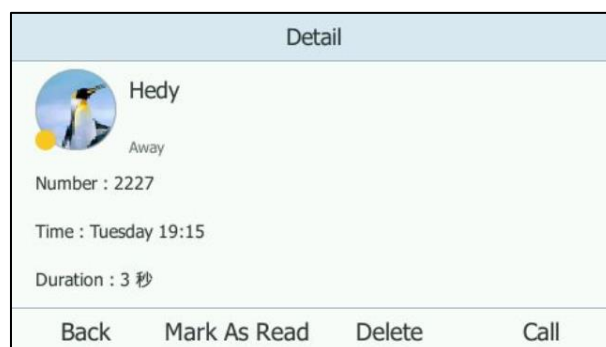 Detail
Hedy
Away
Number : 2227
Time : Tuesday 19:15
Duration : 3 秒
Back Mark As Read Delete Call